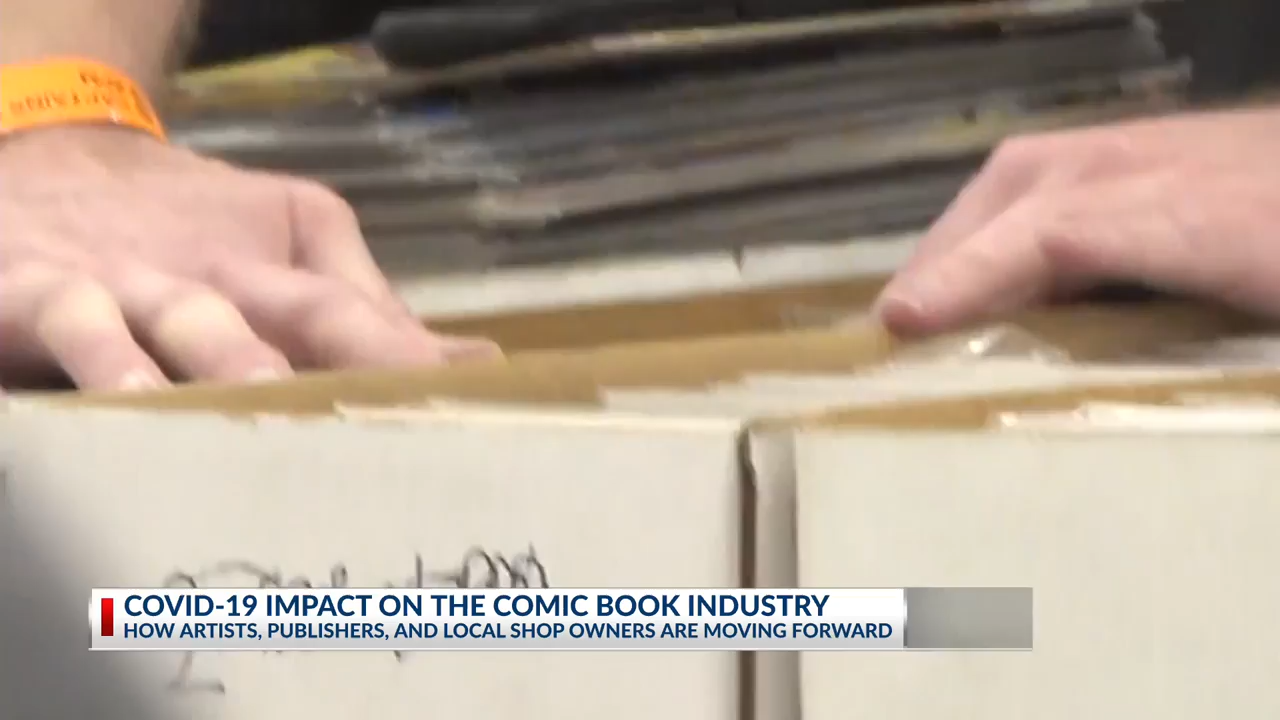 COVID-19 IMPACT ON THE COMIC BOOK INDUSTRY
HOW ARTISTS, PUBLISHERS, AND LOCAL SHOP OWNERS ARE MOVING FORWARD